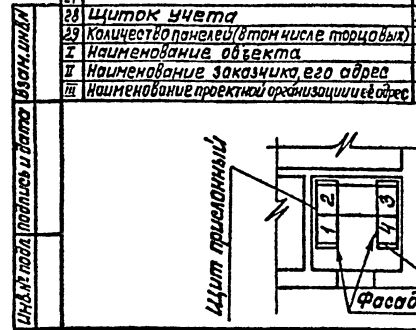 28 Щиток учета
29 Количество панелей (в том числе торцовых)
I Наименование объекта
II Наименование заказчика, его адрес
III Наименование проектной организации и её адрес
Взам. инв. №
Подпись и дата
Инв. № подл.
Щит прислонный
2 3
1 4
Фасад